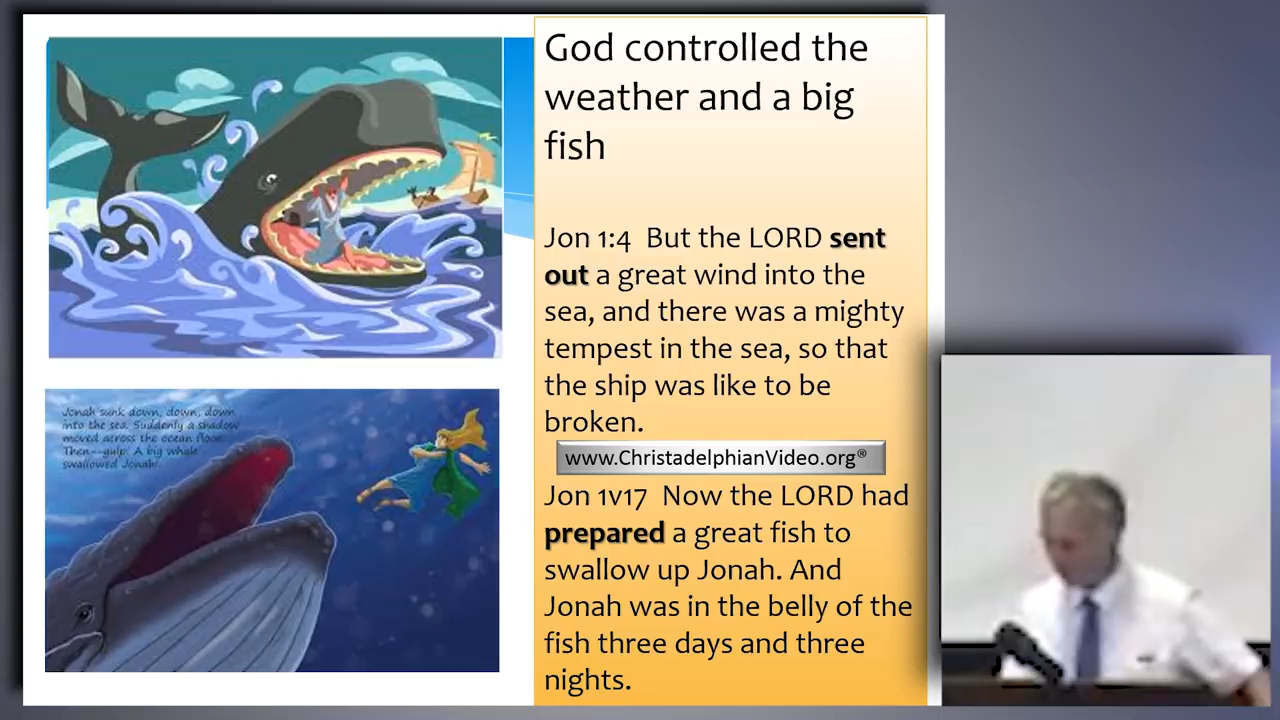 God controlled the
weather and a big
fish
Jon 1:4  But the LORD sent
out a great wind into the
sea, and there was a mighty
tempest in the sea, so that
the ship was like to be
broken.
www.ChristadelphianVideo.org®
Jon 1v17  Now the LORD had
prepared a great fish to
swallow up Jonah. And
Jonah was in the belly of the
fish three days and three
nights.
Jonah sunk down, down, down
into the sea. Suddenly a shadow
moved across the ocean floor.
Then--gulp! A big whale
swallowed Jonah!